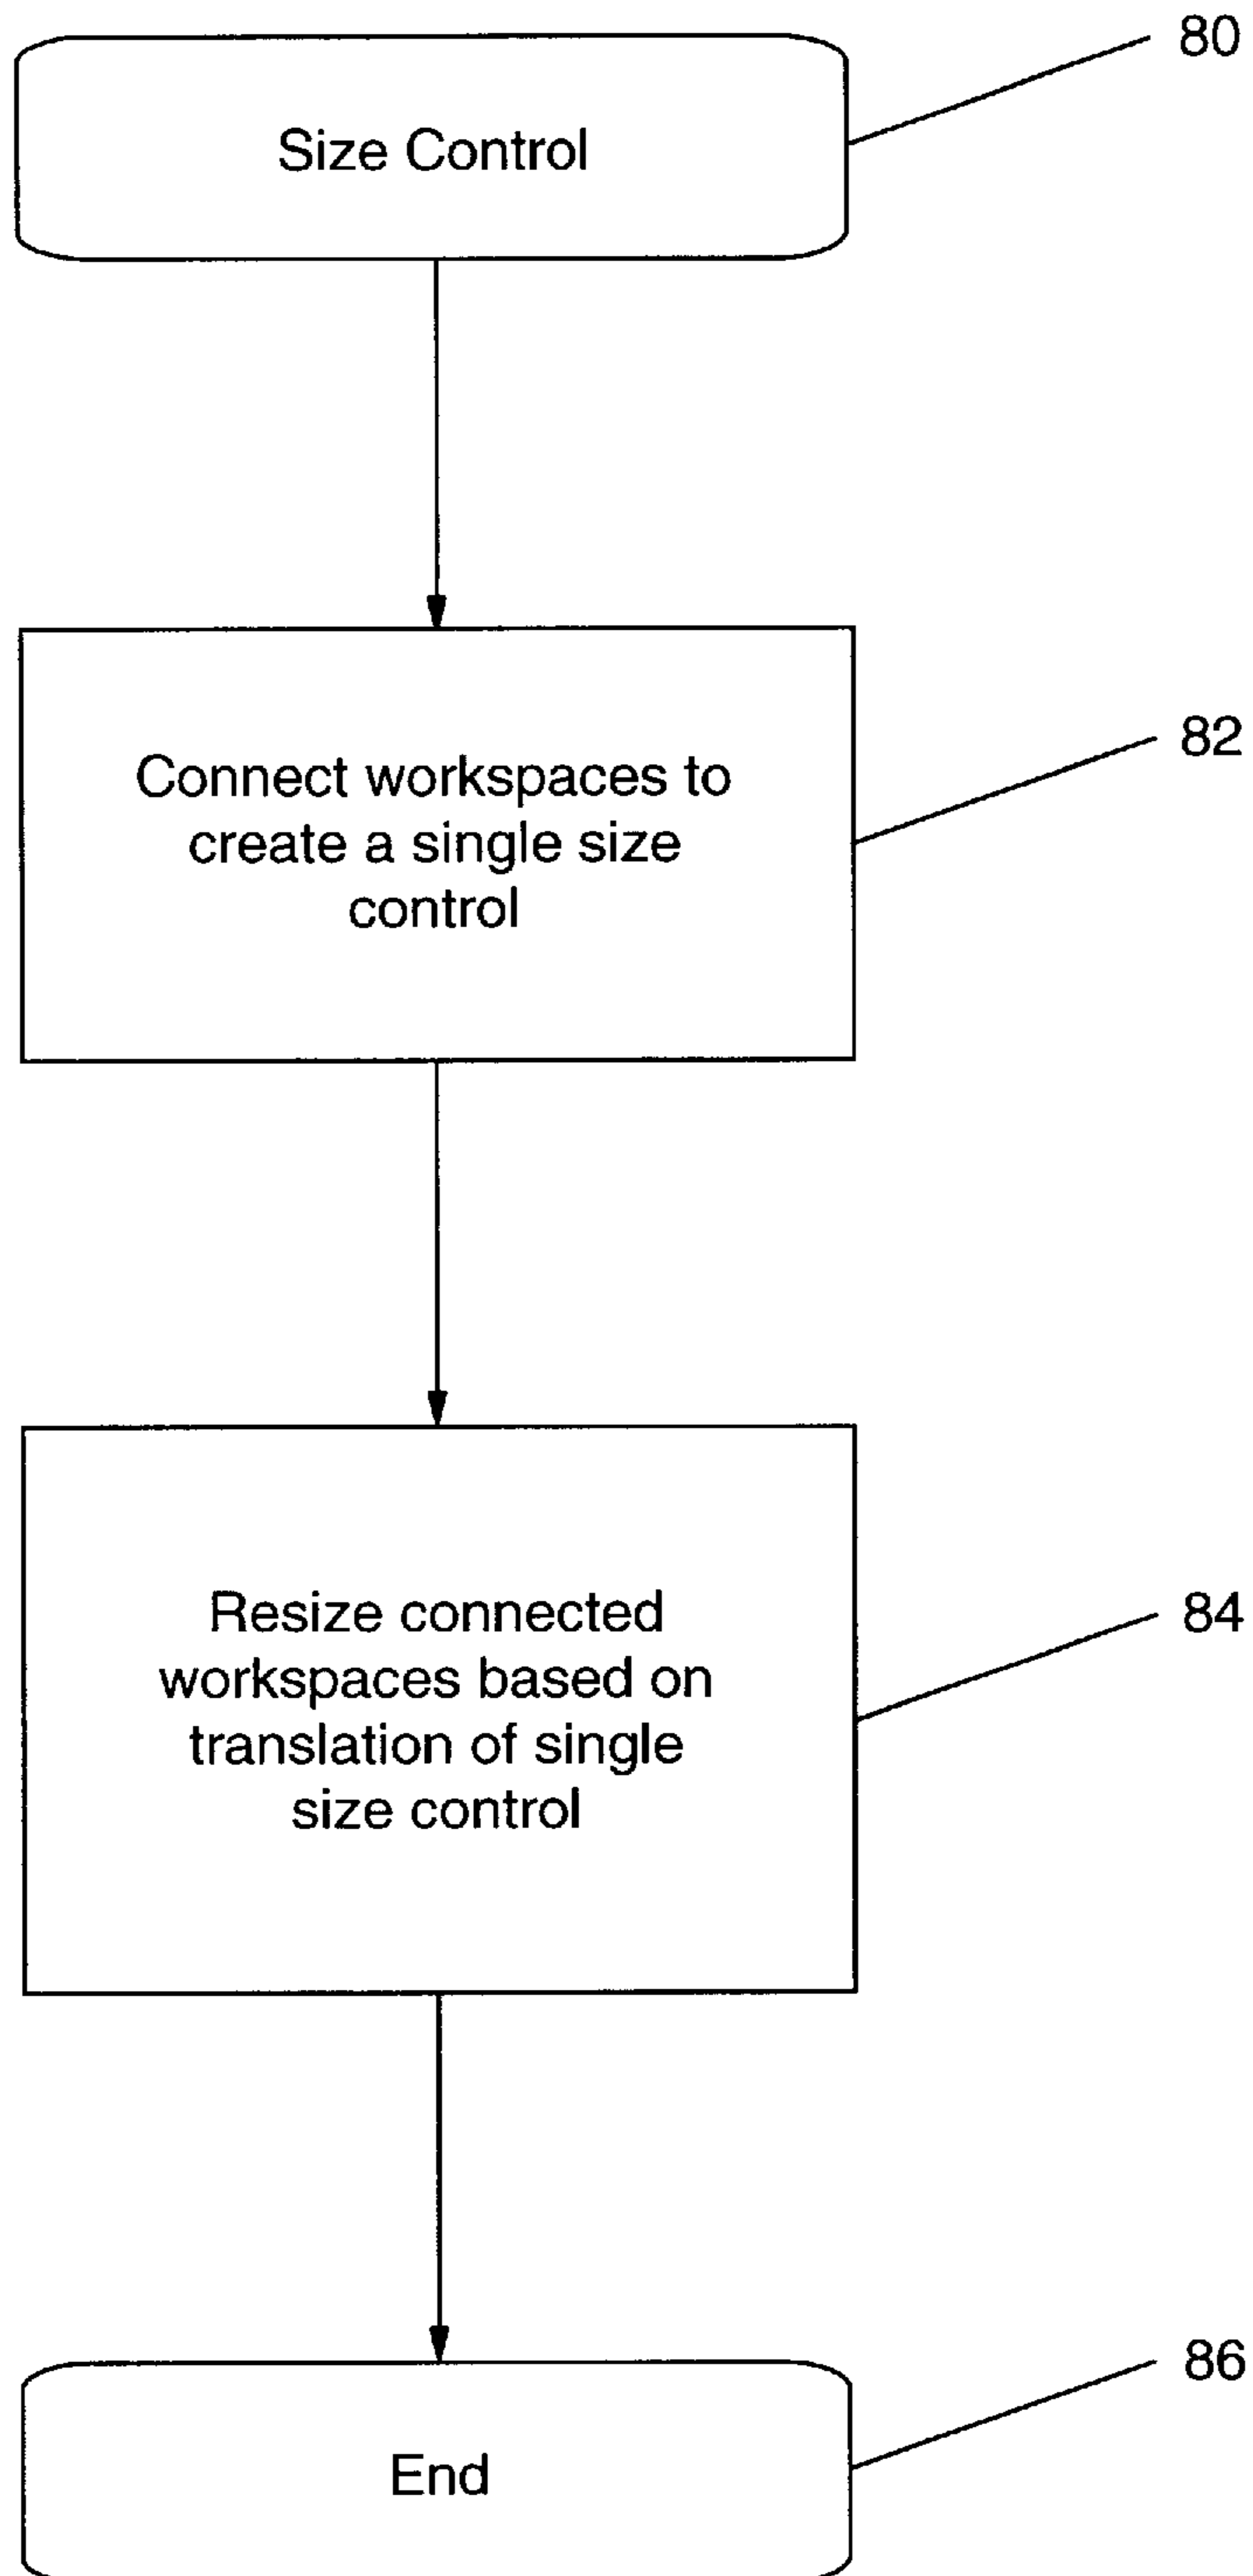 80
Size Control
82
Connect workspaces to
create a single size
control
84
Resize connected
workspaces based on
translation of single
size control
86
End